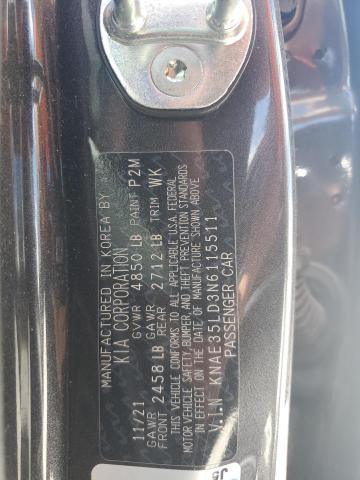 MANUFACTURED IN KOREA BY
KIA CORPORATION
11/21 GVWR 4850 LB PAINT P2M
GAWR FRONT 2458 LB GAWR REAR 2712 LB TRIM WK
THIS VEHICLE CONFORMS TO ALL APPLICABLE U.S.A. FEDERAL
MOTOR VEHICLE SAFETY, BUMPER, AND THEFT PREVENTION STANDARDS
IN EFFECT ON THE DATE OF MANUFACTURE SHOWN ABOVE
V.I.N KNAE35LD3N6115511
PASSENGER CAR
J5